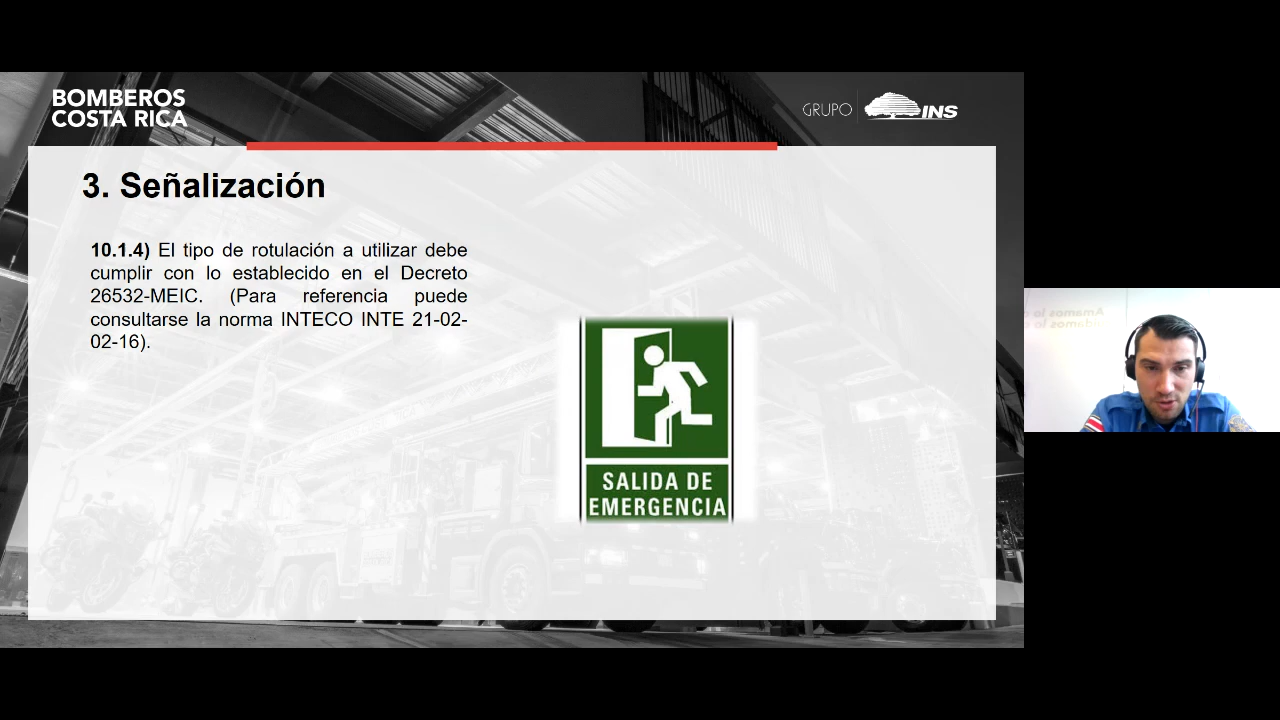 BOMBEROS
COSTA RICA
GRUPO INS
3. Señalización
10.1.4) El tipo de rotulación a utilizar debe
cumplir con lo establecido en el Decreto
26532-MEIC. (Para referencia puede
consultarse la norma INTECO INTE 21-02-
02-16).
SALIDA DE
EMERGENCIA